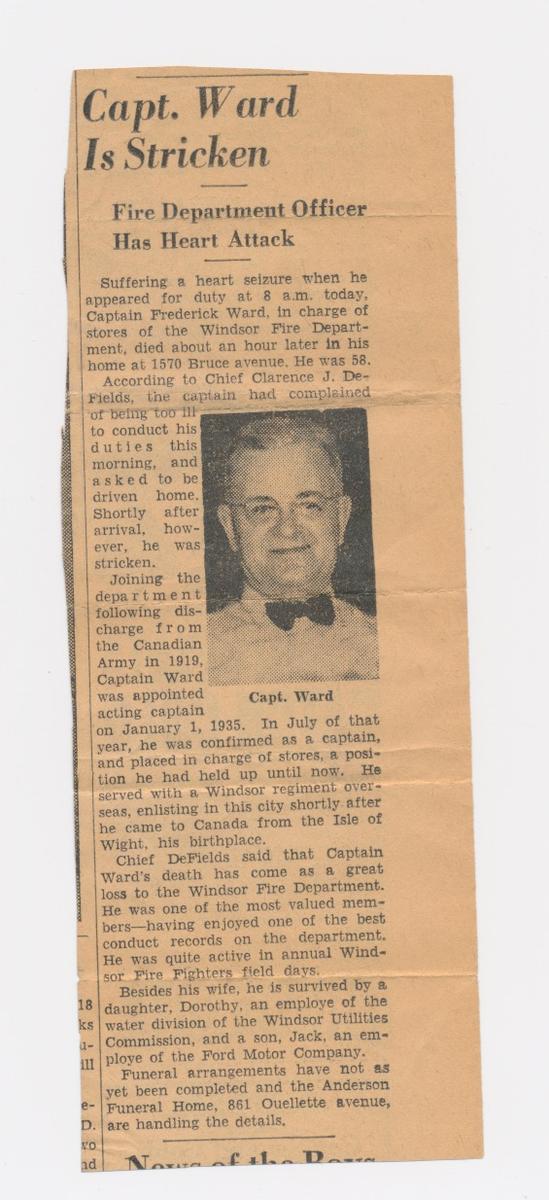 Capt. Ward
Is Stricken
Fire Department Officer
Has Heart Attack
Suffering a heart seizure when he
appeared for duty at 8 a.m. today,
Captain Frederick Ward, in charge of
stores of the Windsor Fire Depart-
ment, died about an hour later in his
home at 1570 Bruce avenue. He was 58.
According to Chief Clarence J. De-
Fields, the captain had complained
of being too ill
to conduct his
duties this
morning, and
asked to be
driven home.
Shortly after
arrival, how-
ever, he was
stricken.
Joining the
department
following dis-
charge from
the Canadian
Army in 1919,
Captain Ward
was appointed
acting captain
Capt. Ward
on January 1, 1935. In July of that
year, he was confirmed as a captain,
and placed in charge of stores, a posi-
tion he had held up until now. He
served with a Windsor regiment over-
seas, enlisting in this city shortly after
he came to Canada from the Isle of
Wight, his birthplace.
Chief DeFields said that Captain
Ward's death has come as a great
loss to the Windsor Fire Department.
He was one of the most valued mem-
bers—having enjoyed one of the best
conduct records on the department.
He was quite active in annual Wind-
sor Fire Fighters field days.
Besides his wife, he is survived by a
daughter, Dorothy, an employe of the
water division of the Windsor Utilities
Commission, and a son, Jack, an em-
ploye of the Ford Motor Company.
Funeral arrangements have not as
yet been completed and the Anderson
Funeral Home, 861 Ouellette avenue,
are handling the details.
News of the Boys
18
ks
u-
ill
e-
D.
wo
nd